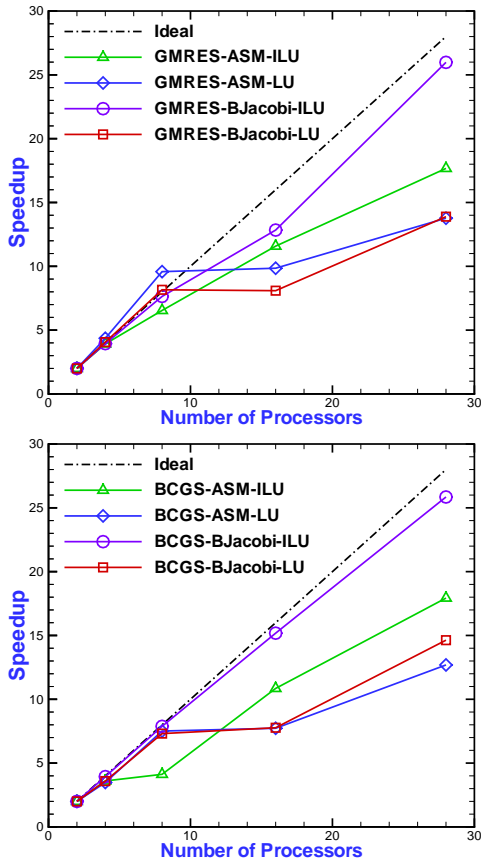 30
25
20
15
10
5
0
Speedup
Ideal
GMRES-ASM-ILU
GMRES-ASM-LU
GMRES-BJacobi-ILU
GMRES-BJacobi-LU
0
10
20
30
Number of Processors
30
25
20
15
10
5
0
Speedup
Ideal
BCGS-ASM-ILU
BCGS-ASM-LU
BCGS-BJacobi-ILU
BCGS-BJacobi-LU
0
10
20
30
Number of Processors